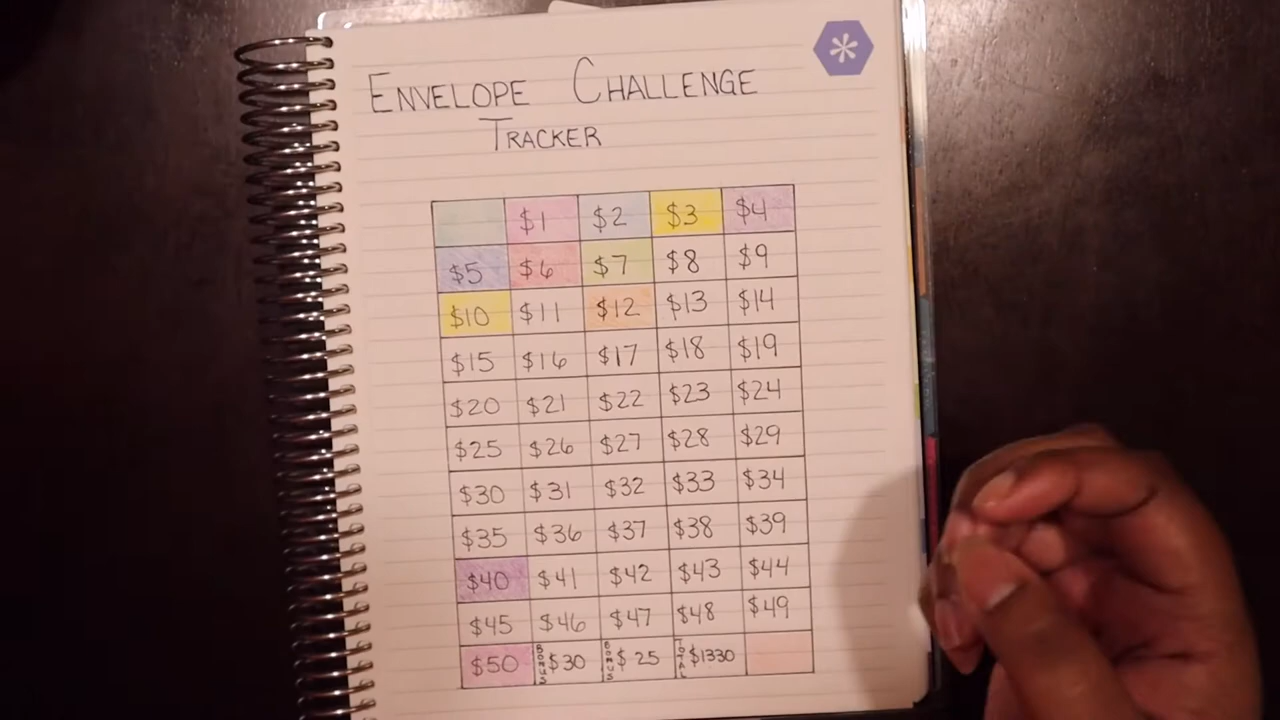 ENVELOPE CHALLENGE
TRACKER
$1 $2 $3 $4
$5 $6 $7 $8 $9
$10 $11 $12 $13 $14
$15 $16 $17 $18 $19
$20 $21 $22 $23 $24
$25 $26 $27 $28 $29
$30 $31 $32 $33 $34
$35 $36 $37 $38 $39
$40 $41 $42 $43 $44
$45 $46 $47 $48 $49
$50 BONUS $30 BONUS $25 TOTAL $1330